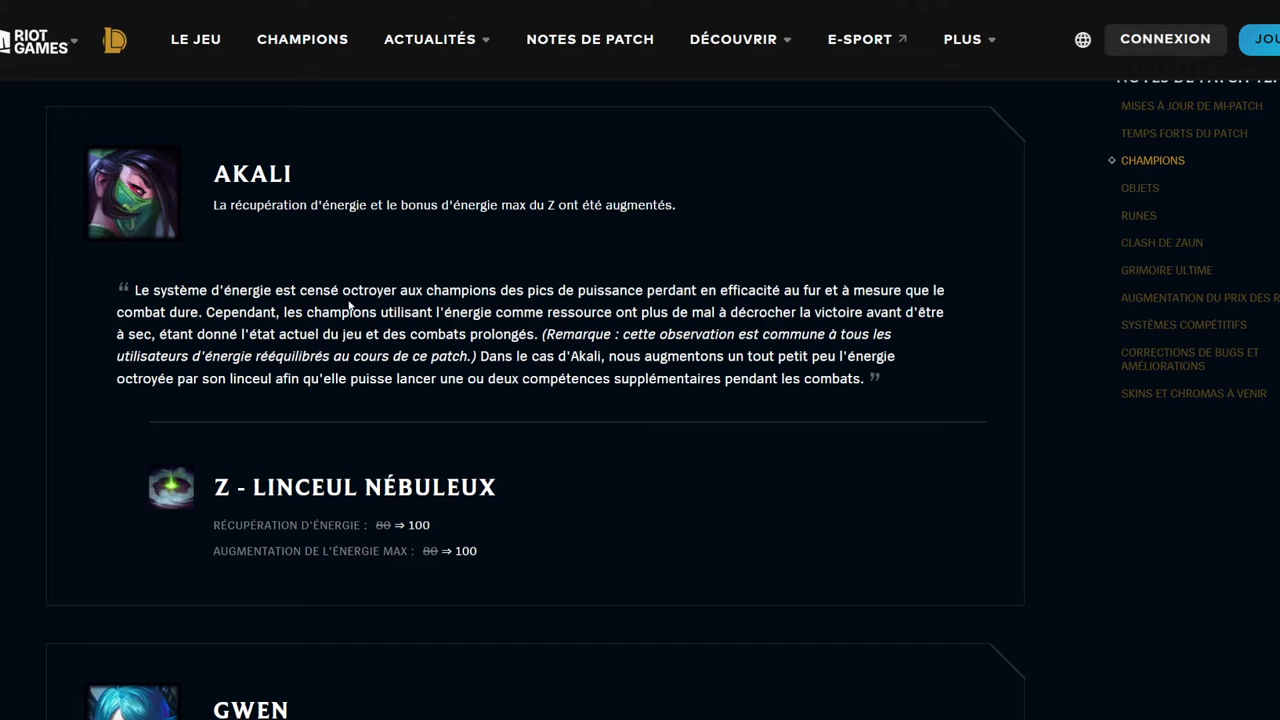 RIOT
GAMES
LE JEU
CHAMPIONS
ACTUALITÉS
NOTES DE PATCH
DÉCOUVRIR
E-SPORT
PLUS
CONNEXION
AKALI
La récupération d'énergie et le bonus d'énergie max du Z ont été augmentés.
“ Le système d'énergie est censé octroyer aux champions des pics de puissance perdant en efficacité au fur et à mesure que le
combat dure. Cependant, les champions utilisant l'énergie comme ressource ont plus de mal à décrocher la victoire avant d'être
à sec, étant donné l'état actuel du jeu et des combats prolongés. (Remarque : cette observation est commune à tous les
utilisateurs d'énergie rééquilibrés au cours de ce patch.) Dans le cas d'Akali, nous augmentons un tout petit peu l'énergie
octroyée par son linceul afin qu'elle puisse lancer une ou deux compétences supplémentaires pendant les combats. ”
Z - LINCEUL NÉBULEUX
RÉCUPÉRATION D'ÉNERGIE : 80 ⇒ 100
AUGMENTATION DE L'ÉNERGIE MAX : 80 ⇒ 100
GWEN
NOTES DE PATCH
MISES À JOUR DE MI-PATCH
TEMPS FORTS DU PATCH
CHAMPIONS
OBJETS
RUNES
CLASH DE ZAUN
GRIMOIRE ULTIME
AUGMENTATION DU PRIX DES
SYSTÈMES COMPÉTITIFS
CORRECTIONS DE BUGS ET
AMÉLIORATIONS
SKINS ET CHROMAS À VENIR